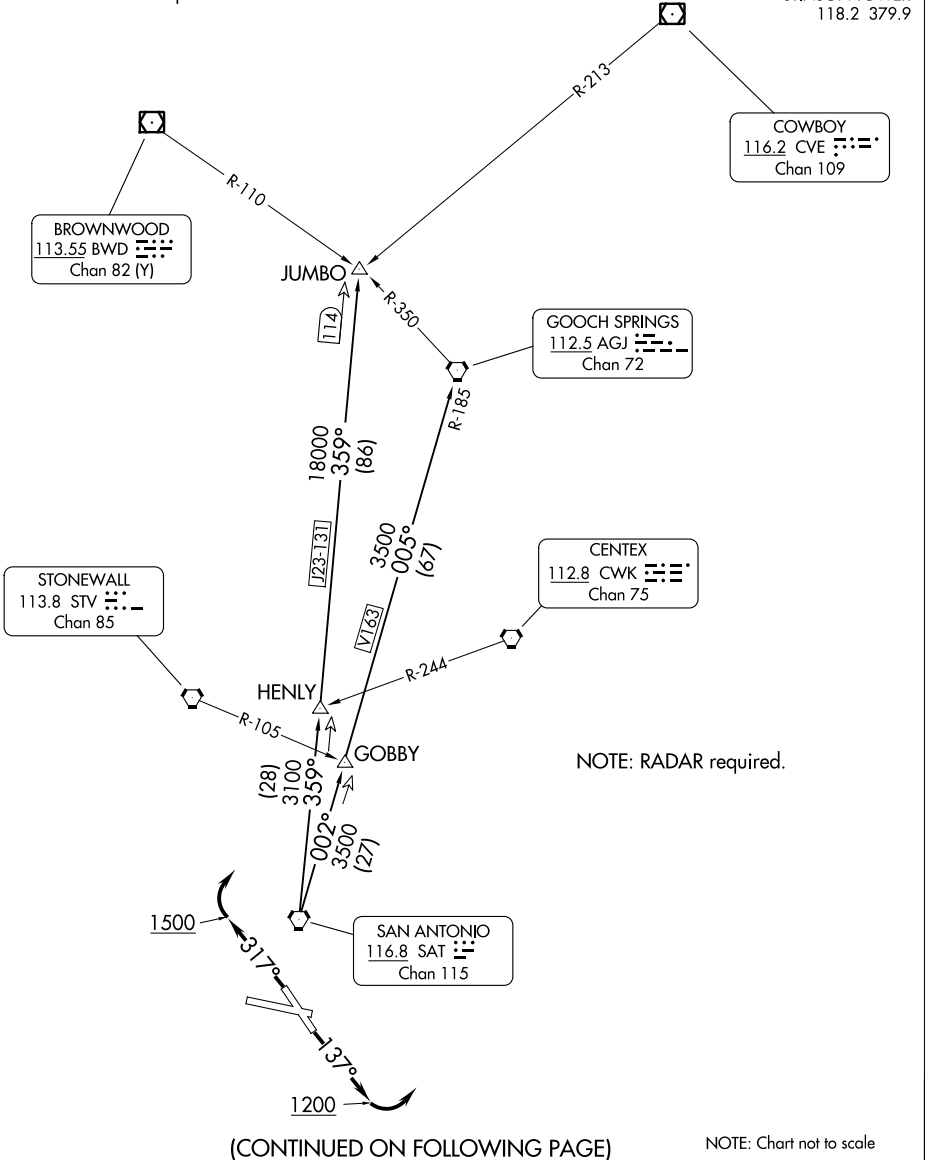 118.2 379.9
R-213
COWBOY
116.2 CVE
Chan 109
R-110
BROWNWOOD
113.55 BWD
Chan 82 (Y)
JUMBO
114
R-350
GOOCH SPRINGS
112.5 AGJ
Chan 72
R-185
18000
359°
(86)
J23-131
3500
005°
(67)
V163
CENTEX
112.8 CWK
Chan 75
STONEWALL
113.8 STV
Chan 85
R-244
HENLY
R-105
GOBBY
NOTE: RADAR required.
(28)
3100
359°
002°
3500
(27)
1500
317°
SAN ANTONIO
116.8 SAT
Chan 115
137°
1200
(CONTINUED ON FOLLOWING PAGE)
NOTE: Chart not to scale